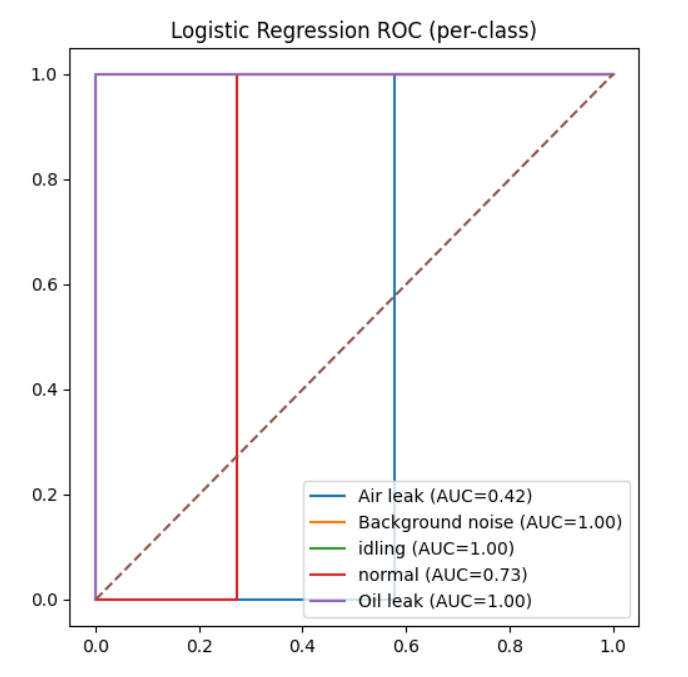 Logistic Regression ROC (per-class)
1.0
0.8
0.6
0.4
0.2
0.0
Air leak (AUC=0.42)
Background noise (AUC=1.00)
idling (AUC=1.00)
normal (AUC=0.73)
Oil leak (AUC=1.00)
0.0 0.2 0.4 0.6 0.8 1.0